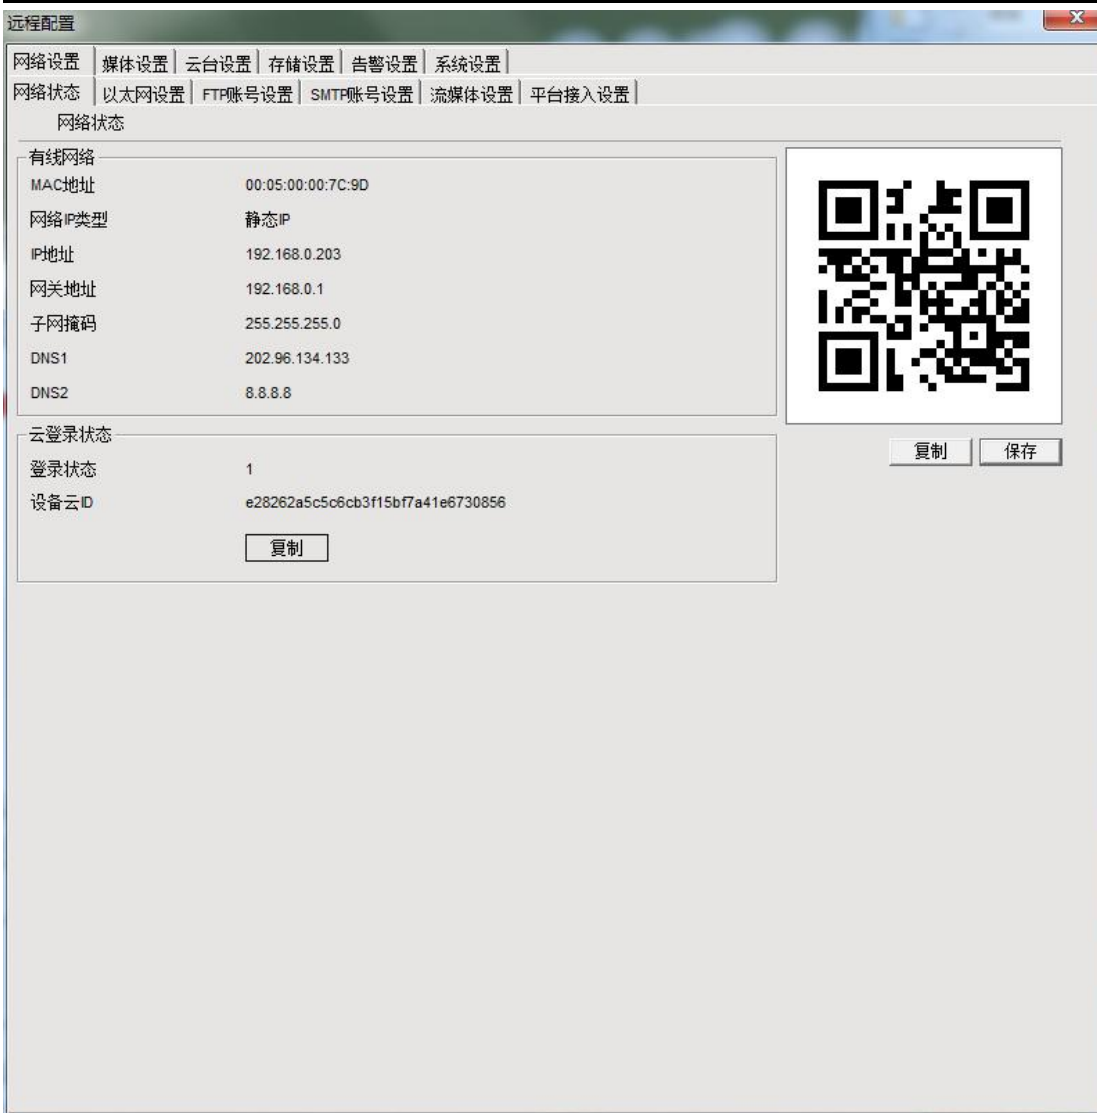 远程配置
网络设置 媒体设置 云台设置 存储设置 告警设置 系统设置
网络状态 以太网设置 FTP账号设置 SMTP账号设置 流媒体设置 平台接入设置
网络状态
有线网络
MAC地址 00:05:00:00:7C:9D
网络IP类型 静态IP
IP地址 192.168.0.203
网关地址 192.168.0.1
子网掩码 255.255.255.0
DNS1 202.96.134.133
DNS2 8.8.8.8
复制 保存
云登录状态
登录状态 1
设备云ID e28262a5c5c6cb3f15bf7a41e6730856
复制